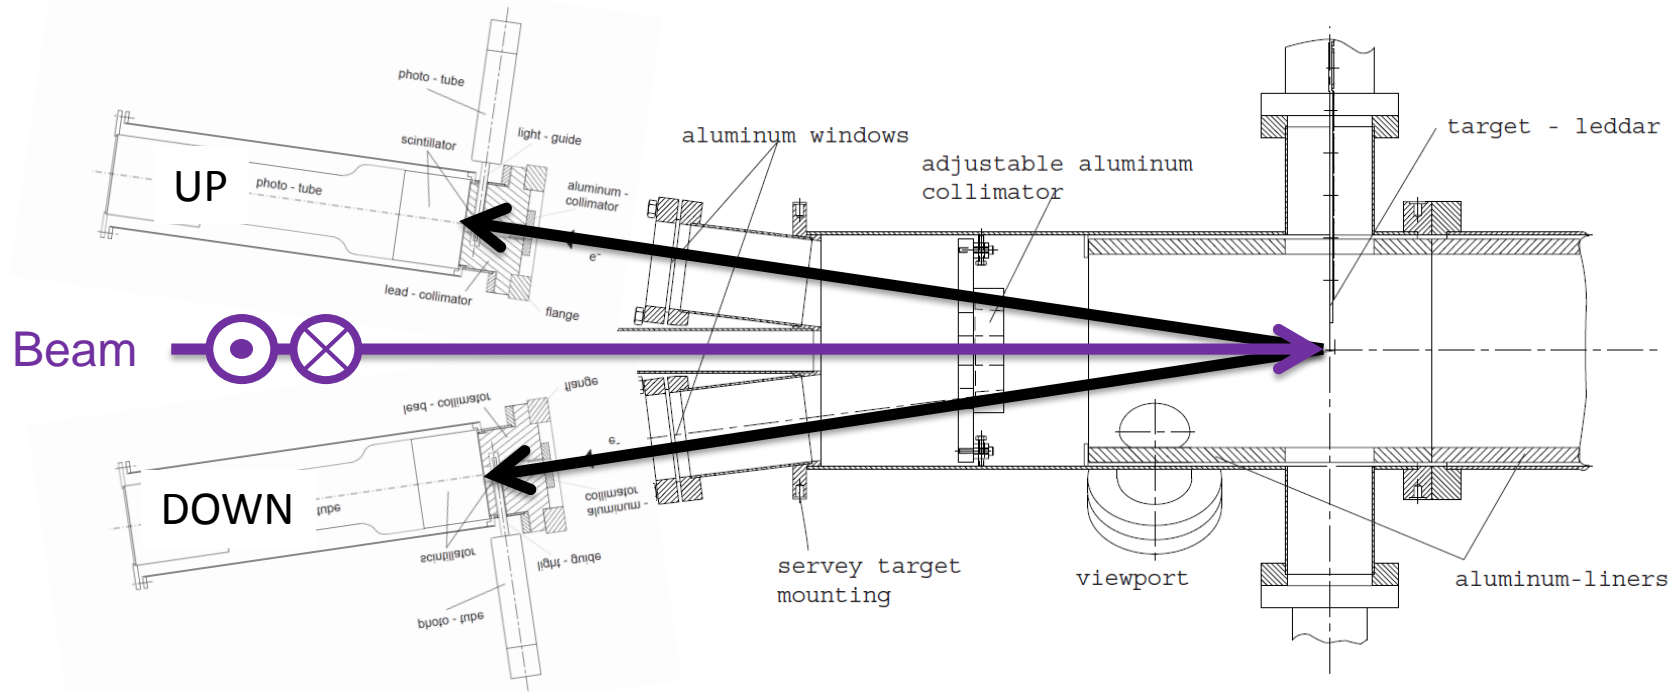 photo - tube
scintillator
light - guide
UP
photo - tube
aluminum -
collimator
e-
lead - collimator
flange
aluminum windows
adjustable aluminum
collimator
target - leddar
Beam
flange
lead - collimator
e-
DOWN
tube
collimator
aluminum -
scintillator
light - guide
photo - tube
servey target
mounting
viewport
aluminum-liners